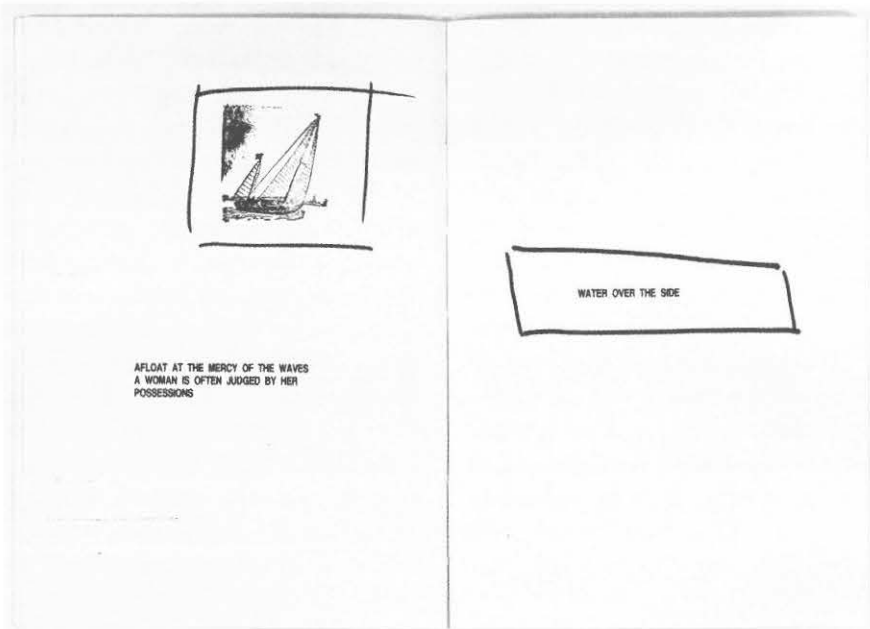 AFLOAT AT THE MERCY OF THE WAVES
A WOMAN IS OFTEN JUDGED BY HER
POSSESSIONS
WATER OVER THE SIDE